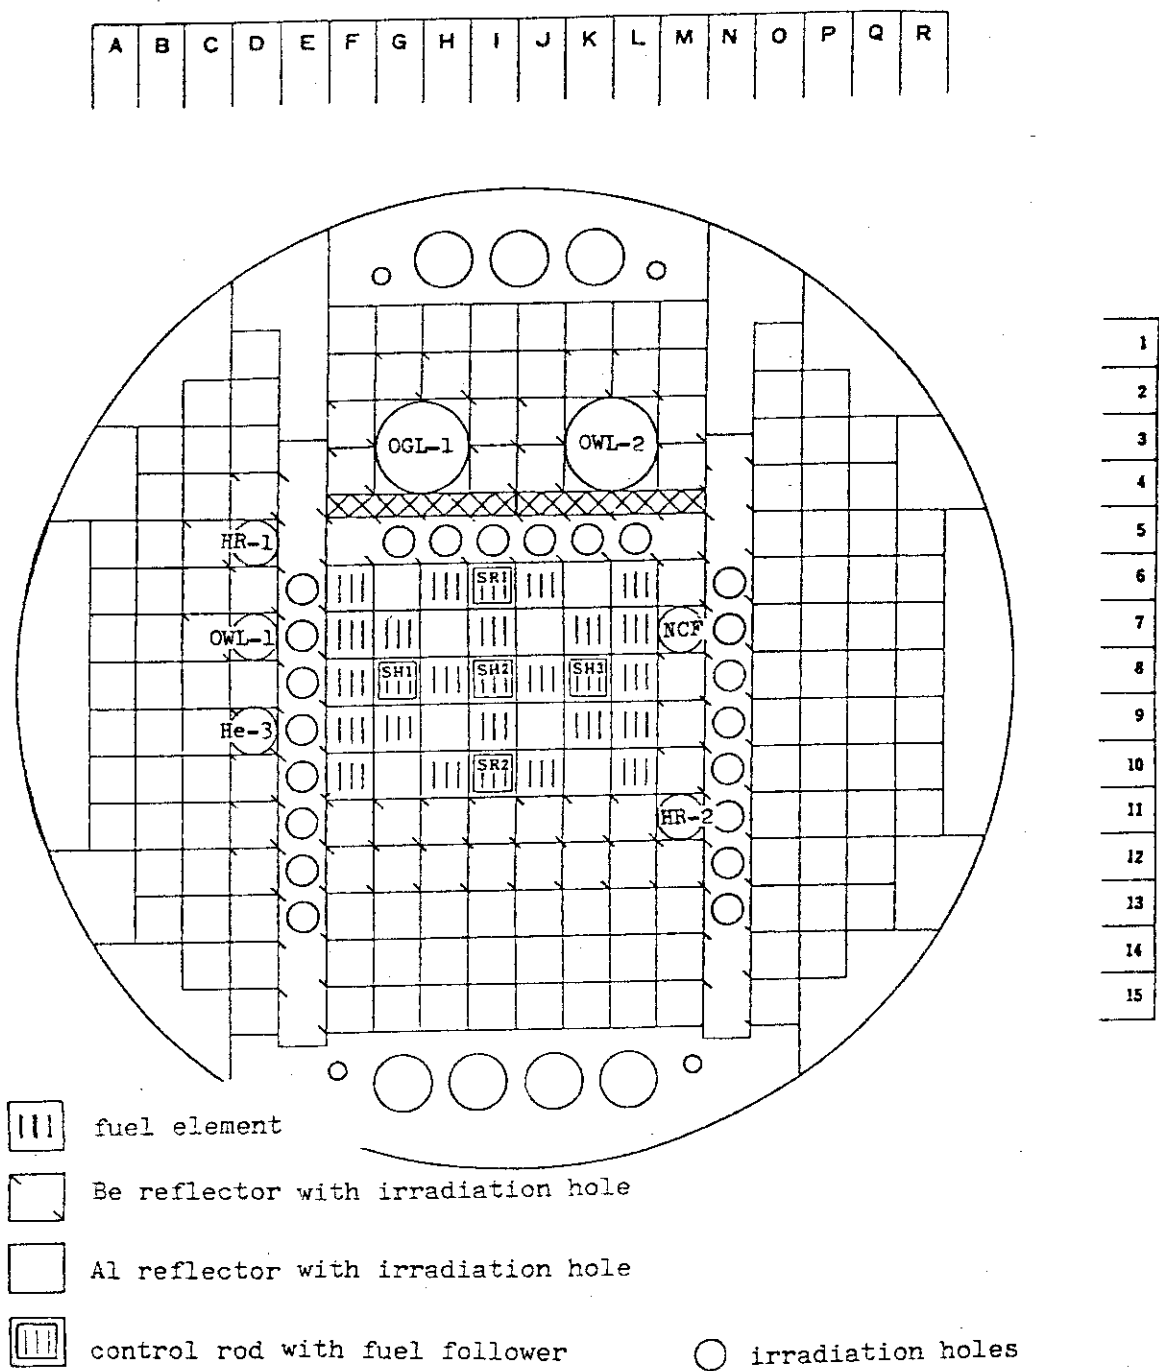 A B C D E F G H I J K L M N O P Q R
1
2
OGL-1 OWL-2 3
4
HR-1 5
SR1 6
OWL-1 NCF 7
SH1 SH2 SH3 8
He-3 9
SR2 10
HR-2 11
12
13
14
15
fuel element
Be reflector with irradiation hole
Al reflector with irradiation hole
control rod with fuel follower irradiation holes